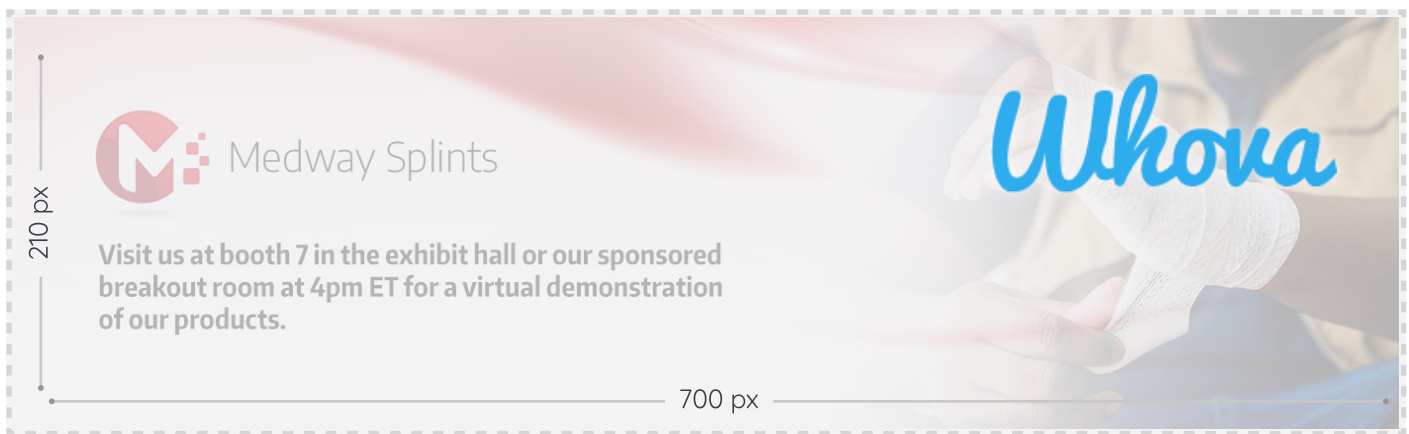 Whova
Medway Splints
210 px
Visit us at booth 7 in the exhibit hall or our sponsored
breakout room at 4pm ET for a virtual demonstration
of our products.
700 px